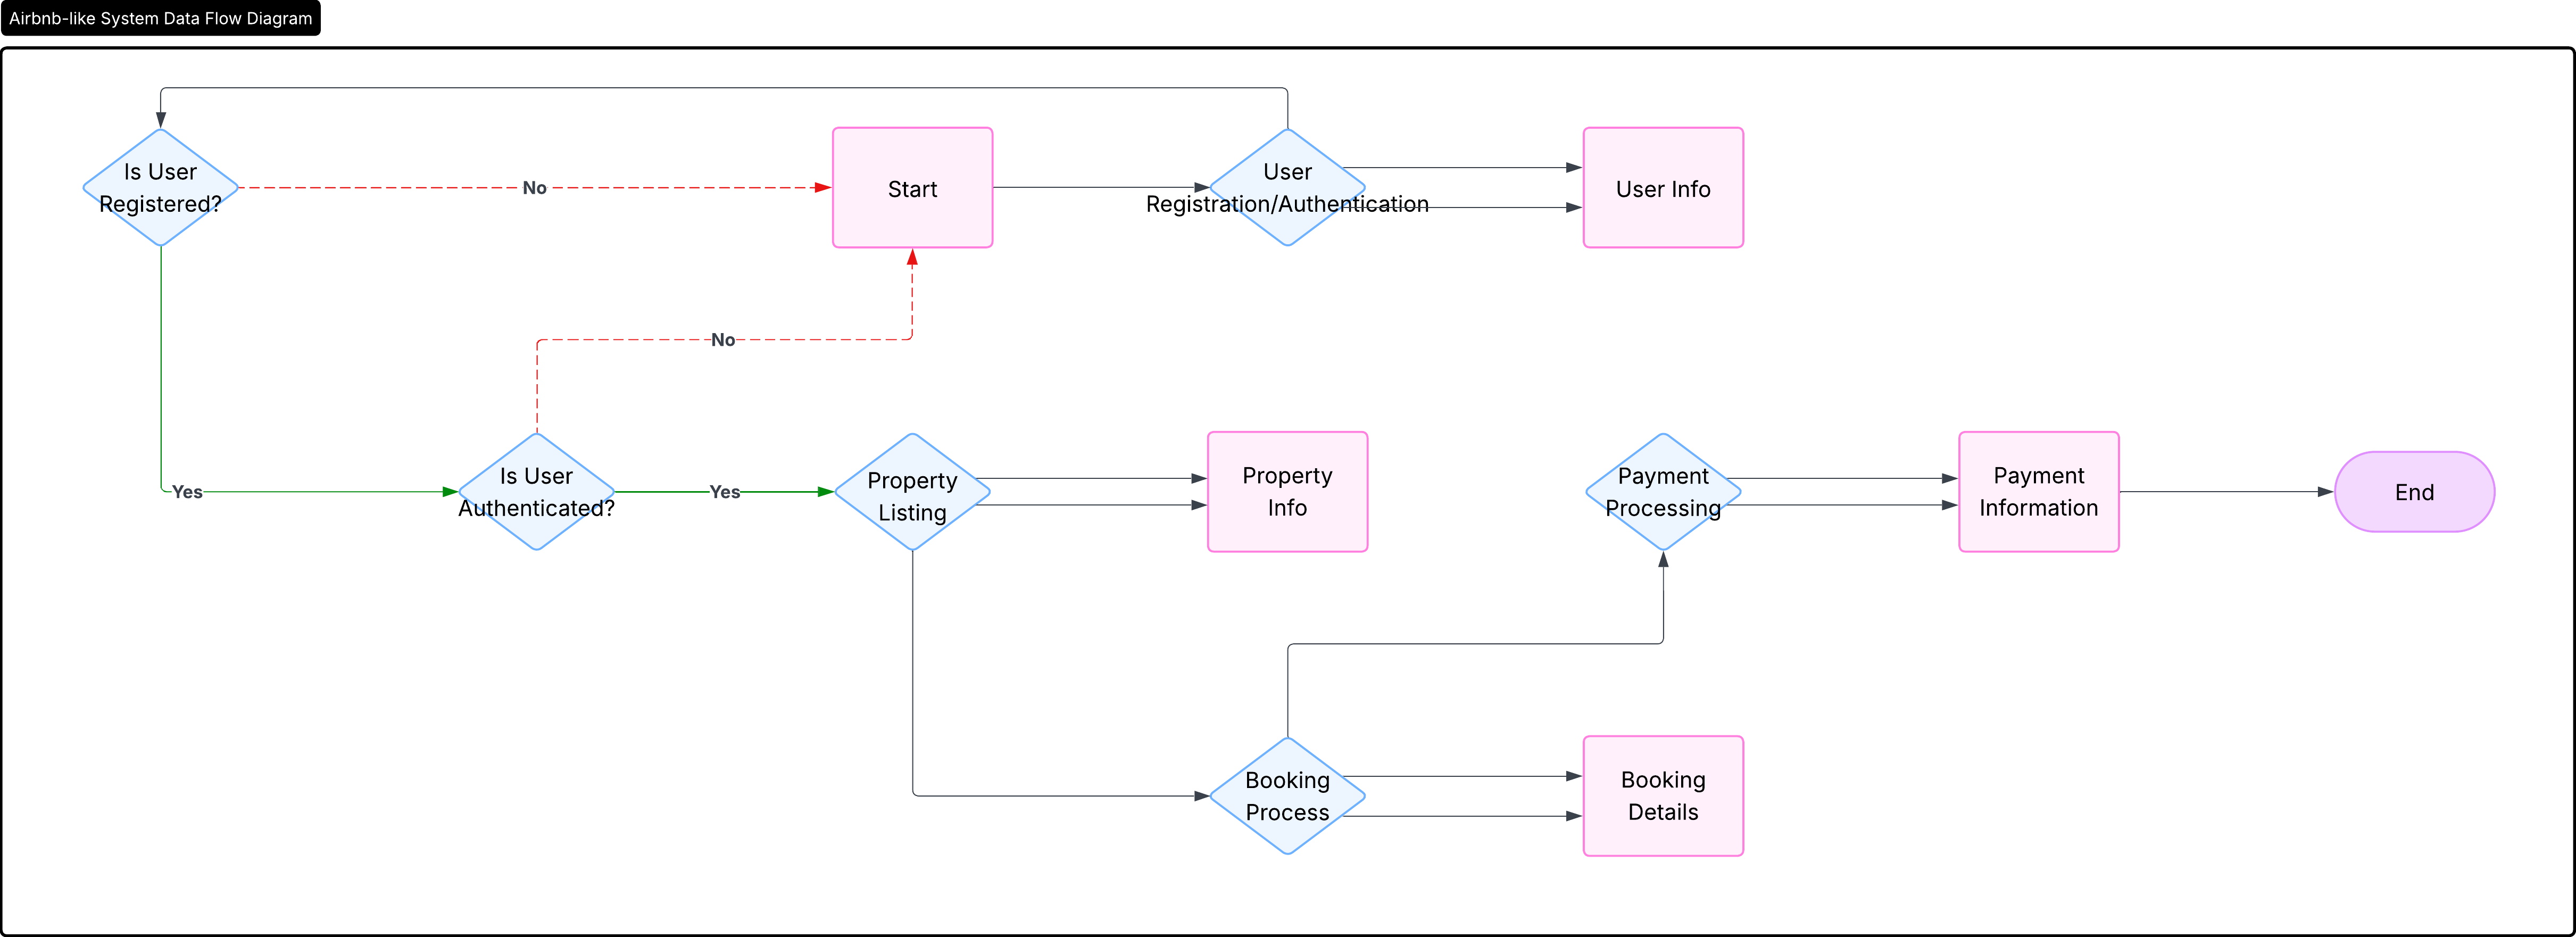 Airbnb-like System Data Flow Diagram
Is User
Registered?
No
Start
User
Registration/Authentication
User Info
No
Yes
Is User
Authenticated?
Yes
Property
Listing
Property
Info
Payment
Processing
Payment
Information
End
Booking
Process
Booking
Details